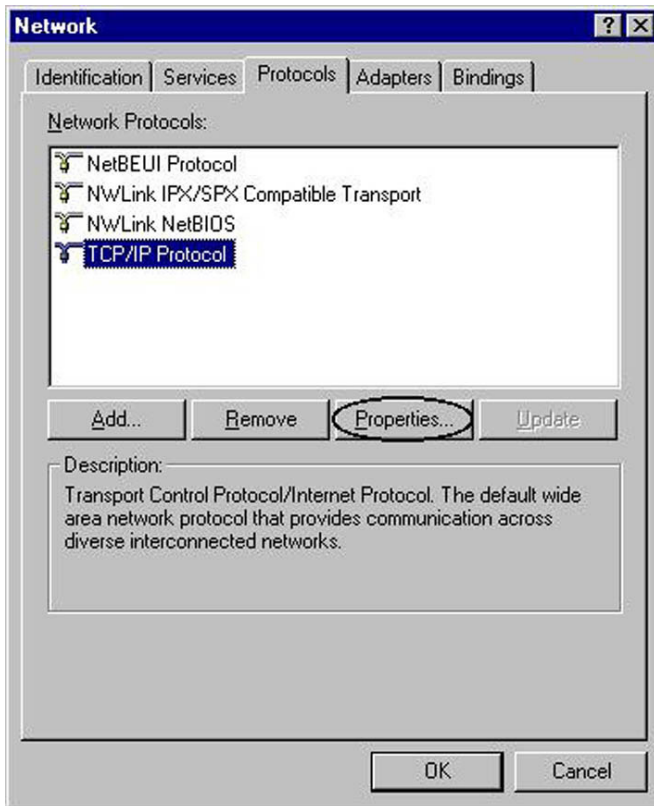 Network
Identification Services Protocols Adapters Bindings
Network Protocols:
NetBEUI Protocol
NWLink IPX/SPX Compatible Transport
NWLink NetBIOS
TCP/IP Protocol
Add... Remove Properties... Update
Description:
Transport Control Protocol/Internet Protocol. The default wide
area network protocol that provides communication across
diverse interconnected networks.
OK Cancel